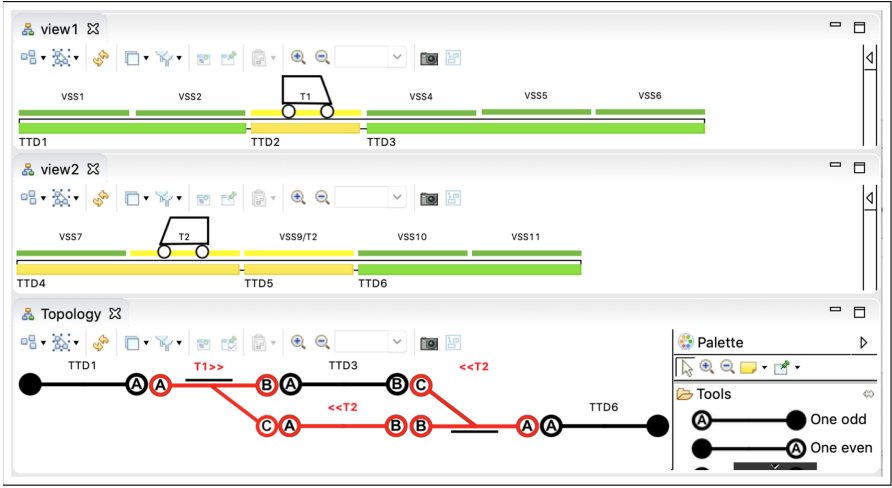 view1
VSS1 VSS2 T1 VSS4 VSS5 VSS6
TTD1 TTD2 TTD3
view2
VSS7 T2 VSS9/T2 VSS10 VSS11
TTD4 TTD5 TTD6
Topology
Palette
TTD1 T1>> TTD3 <<T2
A A B A B C
Tools
<<T2 TTD6
C A B B A A
A One odd
A One even